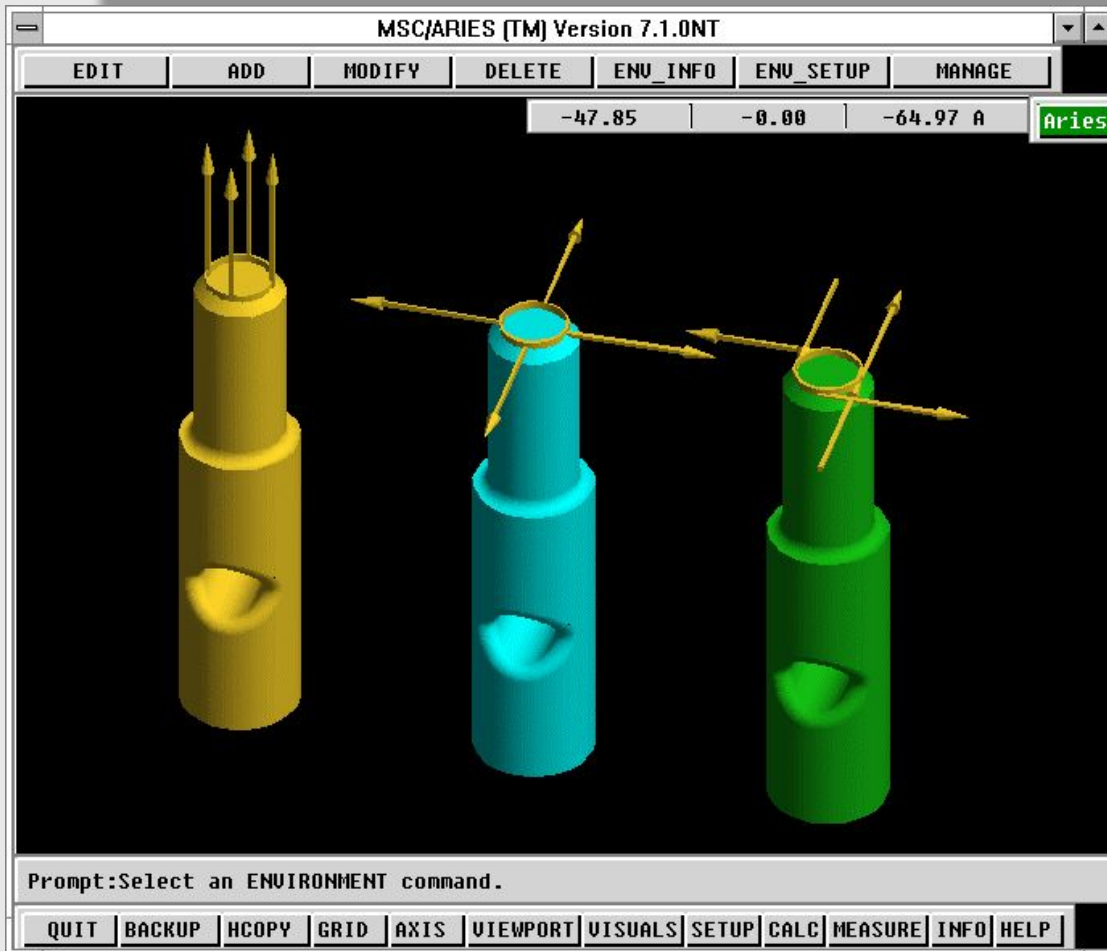 MSC/ARIES (TM) Version 7.1.0NT
EDIT ADD MODIFY DELETE ENV_INFO ENV_SETUP MANAGE
-47.85 -0.00 -64.97 A Aries
Prompt:Select an ENVIRONMENT command.
QUIT BACKUP HCOPY GRID AXIS VIEWPORT VISUALS SETUP CALC MEASURE INFO HELP